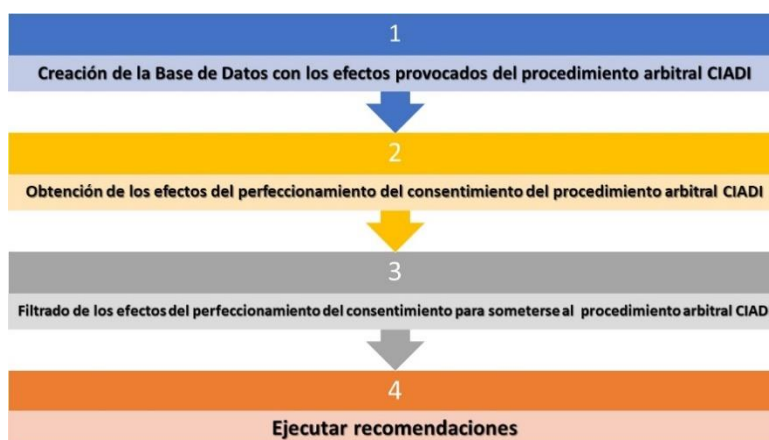 1
Creación de la Base de Datos con los efectos provocados del procedimiento arbitral CIADI
2
Obtención de los efectos del perfeccionamiento del consentimiento del procedimiento arbitral CIADI
3
Filtrado de los efectos del perfeccionamiento del consentimiento para someterse al procedimiento arbitral CIAD
4
Ejecutar recomendaciones